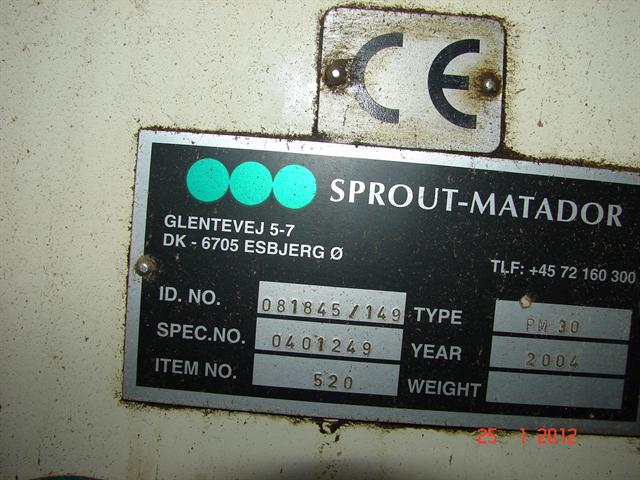 CE
SPROUT-MATADOR
GLENTEVEJ 5-7
DK - 6705 ESBJERG Ø
TLF: +45 72 160 300
ID. NO. 081845/149 TYPE PM 30
SPEC.NO. 0401249 YEAR 2004
ITEM NO. 520 WEIGHT
25 1 2012